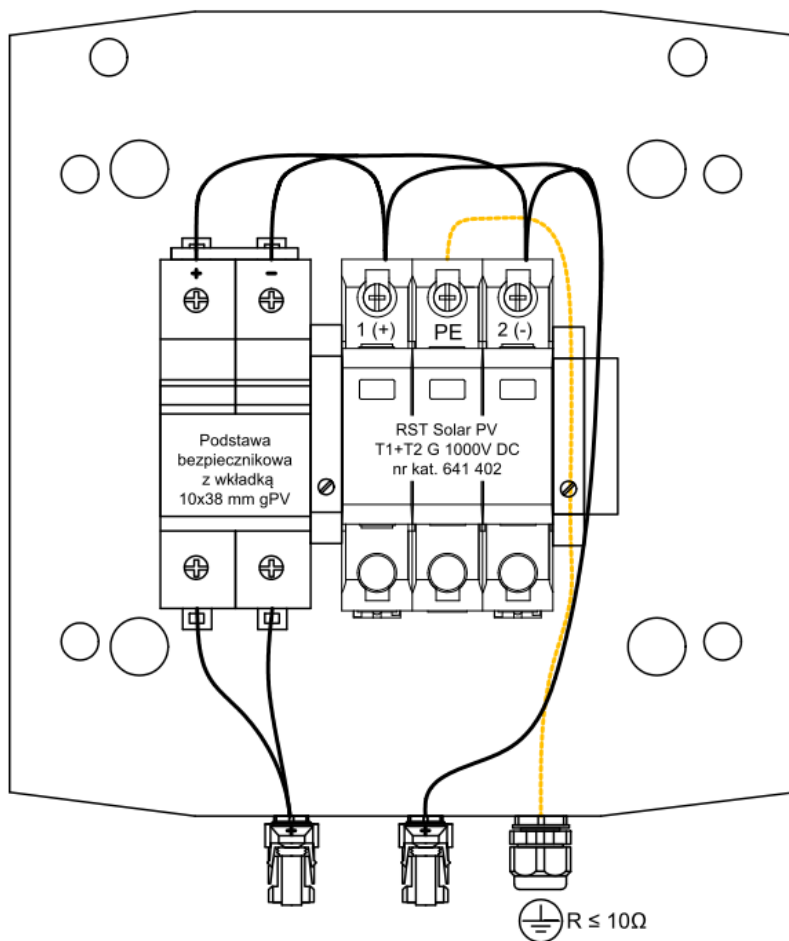 + -
1 (+) PE 2 (-)
RST Solar PV
T1+T2 G 1000V DC
nr kat. 641 402
Podstawa
bezpiecznikowa
z wkładką
10x38 mm gPV
+ +
R ≤ 10Ω